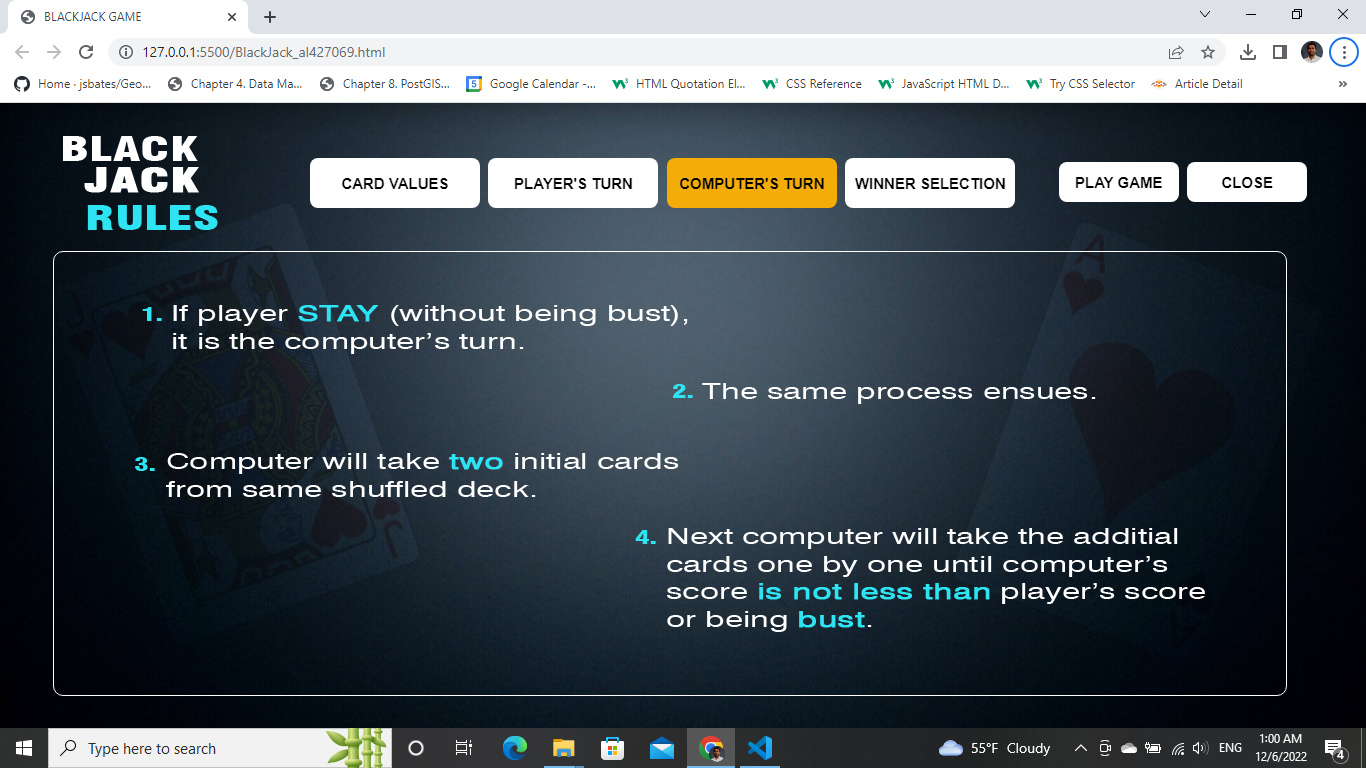 BLACKJACK GAME
127.0.0.1:5500/BlackJack_al427069.html
Home · jsbates/Geo... Chapter 4. Data Ma... Chapter 8. PostGIS... 5 Google Calendar -... HTML Quotation El... CSS Reference JavaScript HTML D... Try CSS Selector Article Detail »
BLACK
JACK
RULES
CARD VALUES PLAYER'S TURN COMPUTER'S TURN WINNER SELECTION PLAY GAME CLOSE
1. If player STAY (without being bust),
it is the computer's turn.
2. The same process ensues.
3. Computer will take two initial cards
from same shuffled deck.
4. Next computer will take the additial
cards one by one until computer's
score is not less than player's score
or being bust.
A
J
Type here to search
55°F Cloudy
ENG
1:00 AM
12/6/2022
4